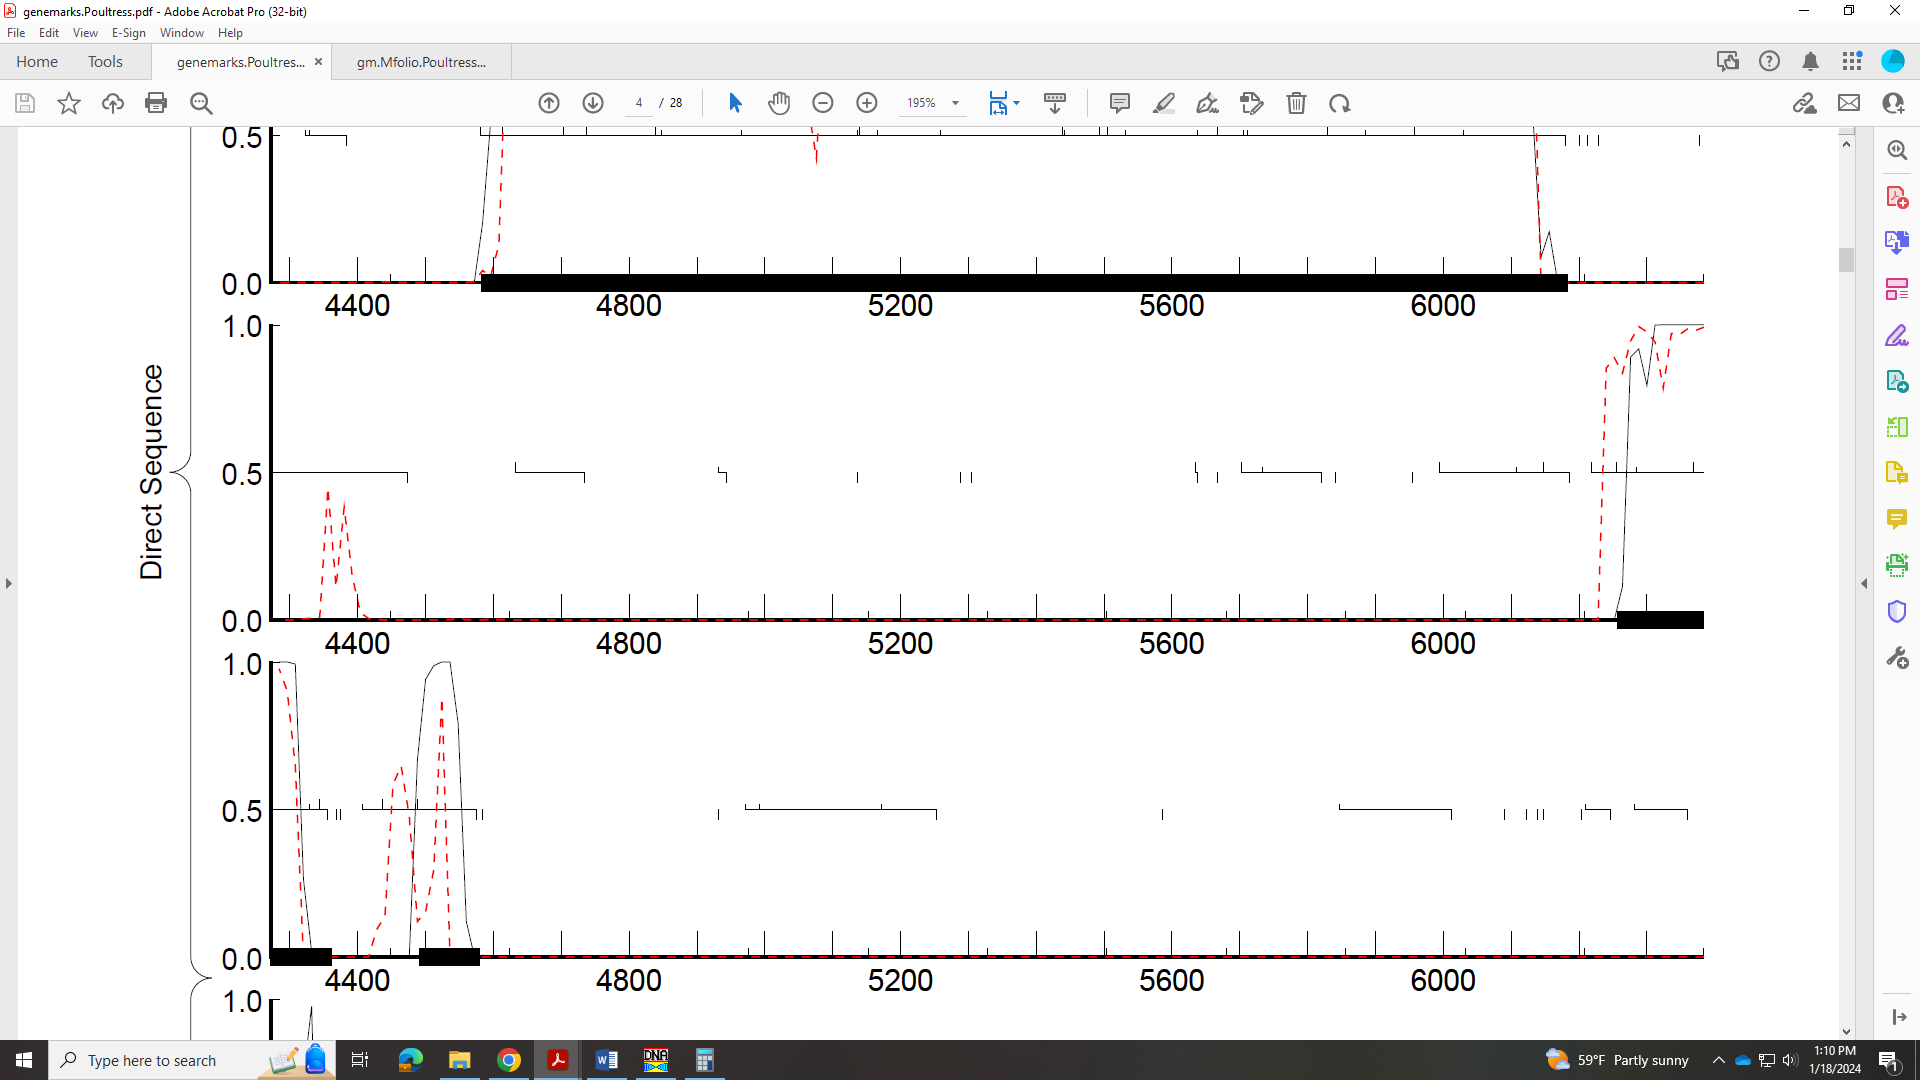 genemarks.Poultress.pdf - Adobe Acrobat Pro (32-bit)
File Edit View E-Sign Window Help
Home Tools genemarks.Poultres... × gm.Mfolio.Poultress...
4 / 28 195%
0.5
0.0
4400 4800 5200 5600 6000
1.0
Direct Sequence
0.5
0.0
4400 4800 5200 5600 6000
1.0
0.5
0.0
4400 4800 5200 5600 6000
1.0
Type here to search
DNA
59°F Partly sunny
1:10 PM
1/18/2024
1